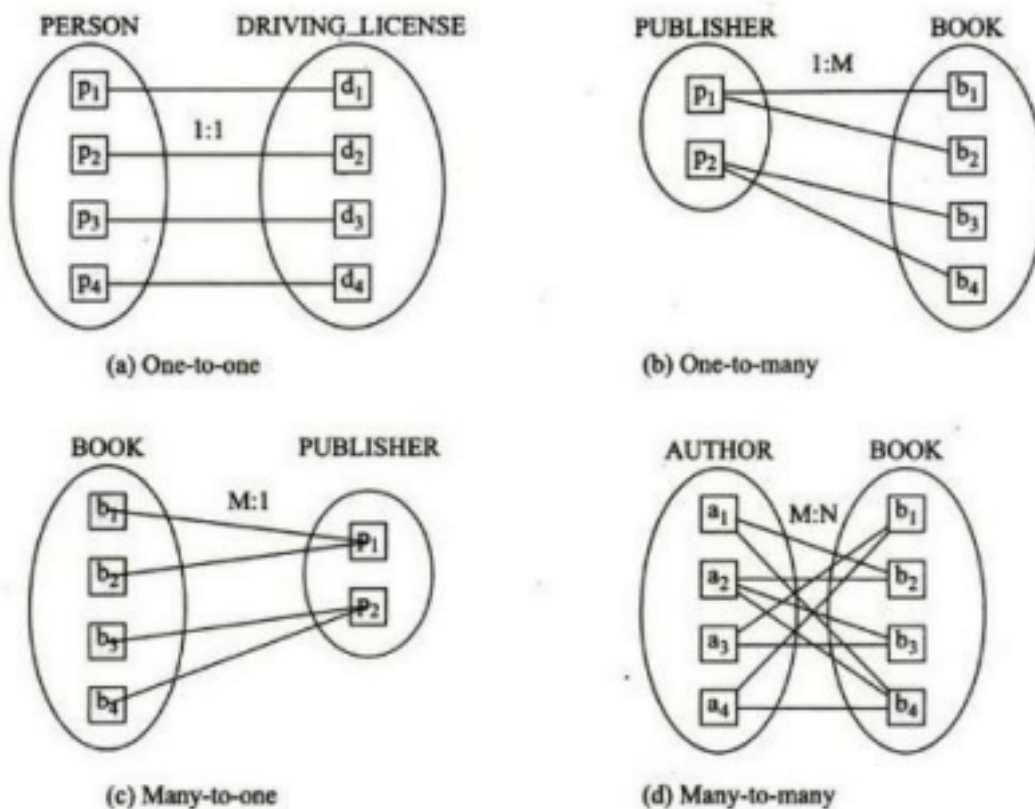 PERSON DRIVING_LICENSE
p1 d1
1:1
p2 d2
p3 d3
p4 d4
(a) One-to-one
PUBLISHER BOOK
1:M
p1 b1
p2 b2
b3
b4
(b) One-to-many
BOOK PUBLISHER
M:1
b1 p1
b2 p2
b3
b4
(c) Many-to-one
AUTHOR BOOK
M:N
a1 b1
a2 b2
a3 b3
a4 b4
(d) Many-to-many